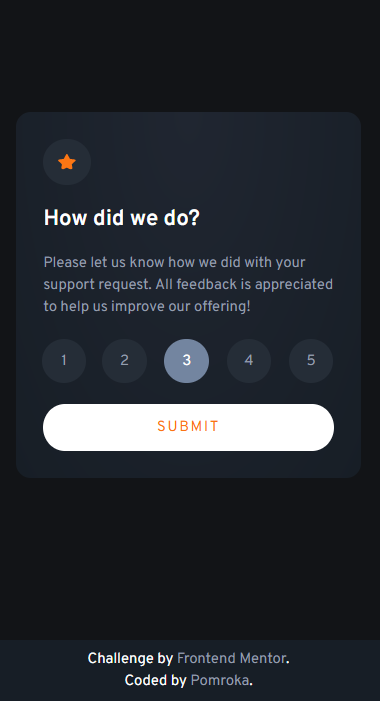 How did we do?
Please let us know how we did with your
support request. All feedback is appreciated
to help us improve our offering!
1 2 3 4 5
SUBMIT
Challenge by Frontend Mentor.
Coded by Pomroka.